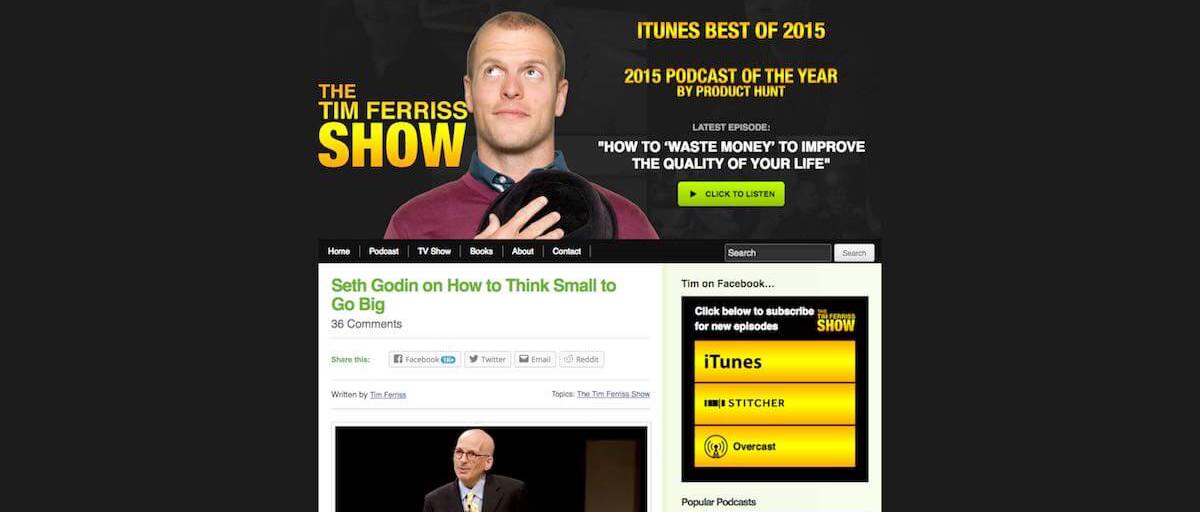 THE
TIM FERRISS
SHOW
ITUNES BEST OF 2015
2015 PODCAST OF THE YEAR
BY PRODUCT HUNT
LATEST EPISODE:
"HOW TO ‘WASTE MONEY’ TO IMPROVE
THE QUALITY OF YOUR LIFE"
CLICK TO LISTEN
Home Podcast TV Show Books About Contact Search Search
Seth Godin on How to Think Small to
Go Big
36 Comments
Share this: Facebook 1K+ Twitter Email Reddit
Written by Tim Ferriss Topics: The Tim Ferriss Show
Tim on Facebook...
Click below to subscribe
for new episodes
THE
TIM FERRISS
SHOW
iTunes
STITCHER
Overcast
Popular Podcasts